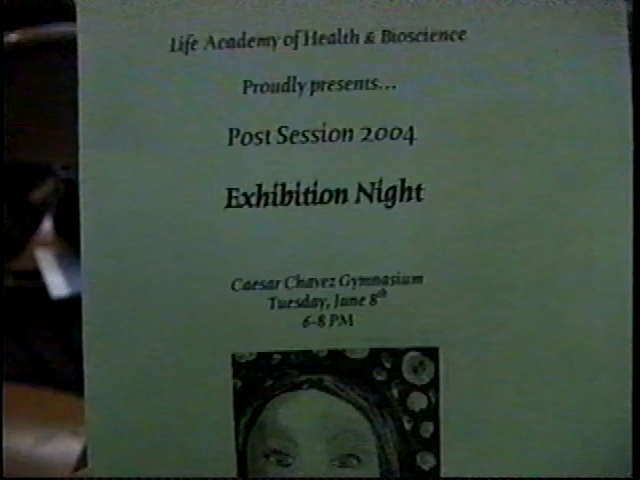 Life Academy of Health & Bioscience
Proudly presents...
Post Session 2004
Exhibition Night
Caesar Chavez Gymnasium
Tuesday, June 8th
6-8 PM